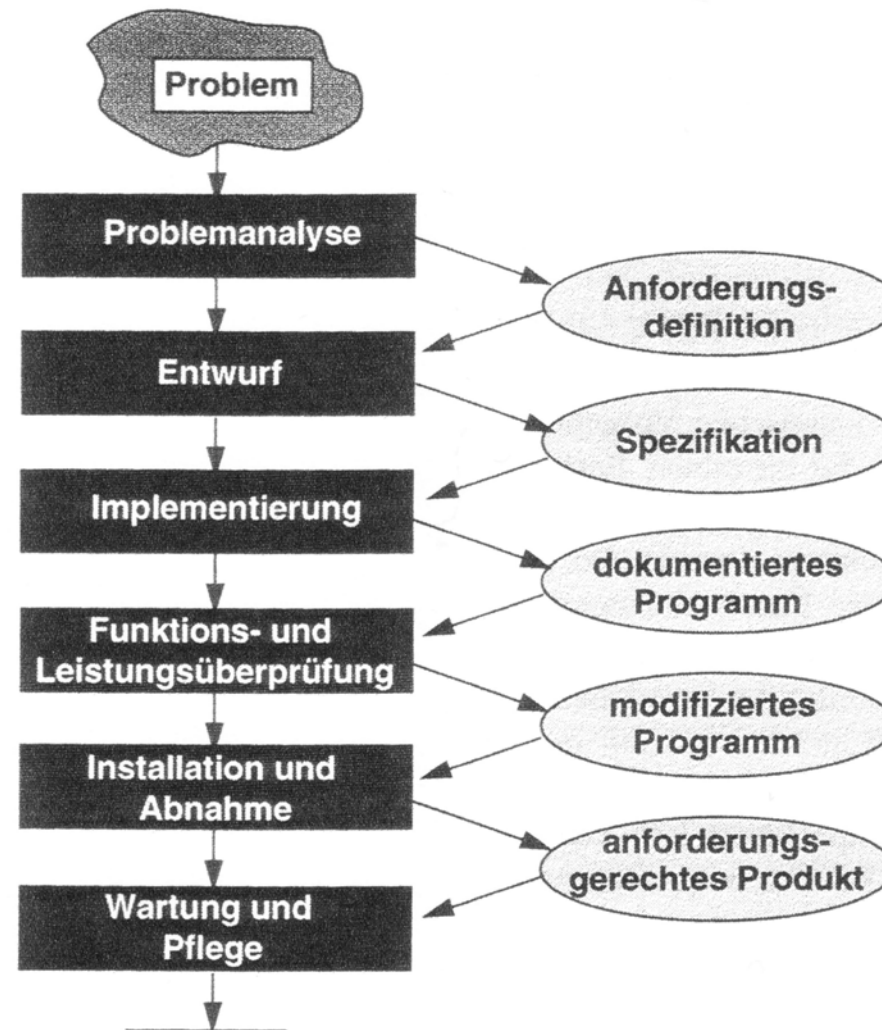 Problem
Problemanalyse
Anforderungs-
definition
Entwurf
Spezifikation
Implementierung
dokumentiertes
Programm
Funktions- und
Leistungsüberprüfung
modifiziertes
Programm
Installation und
Abnahme
anforderungs-
gerechtes Produkt
Wartung und
Pflege